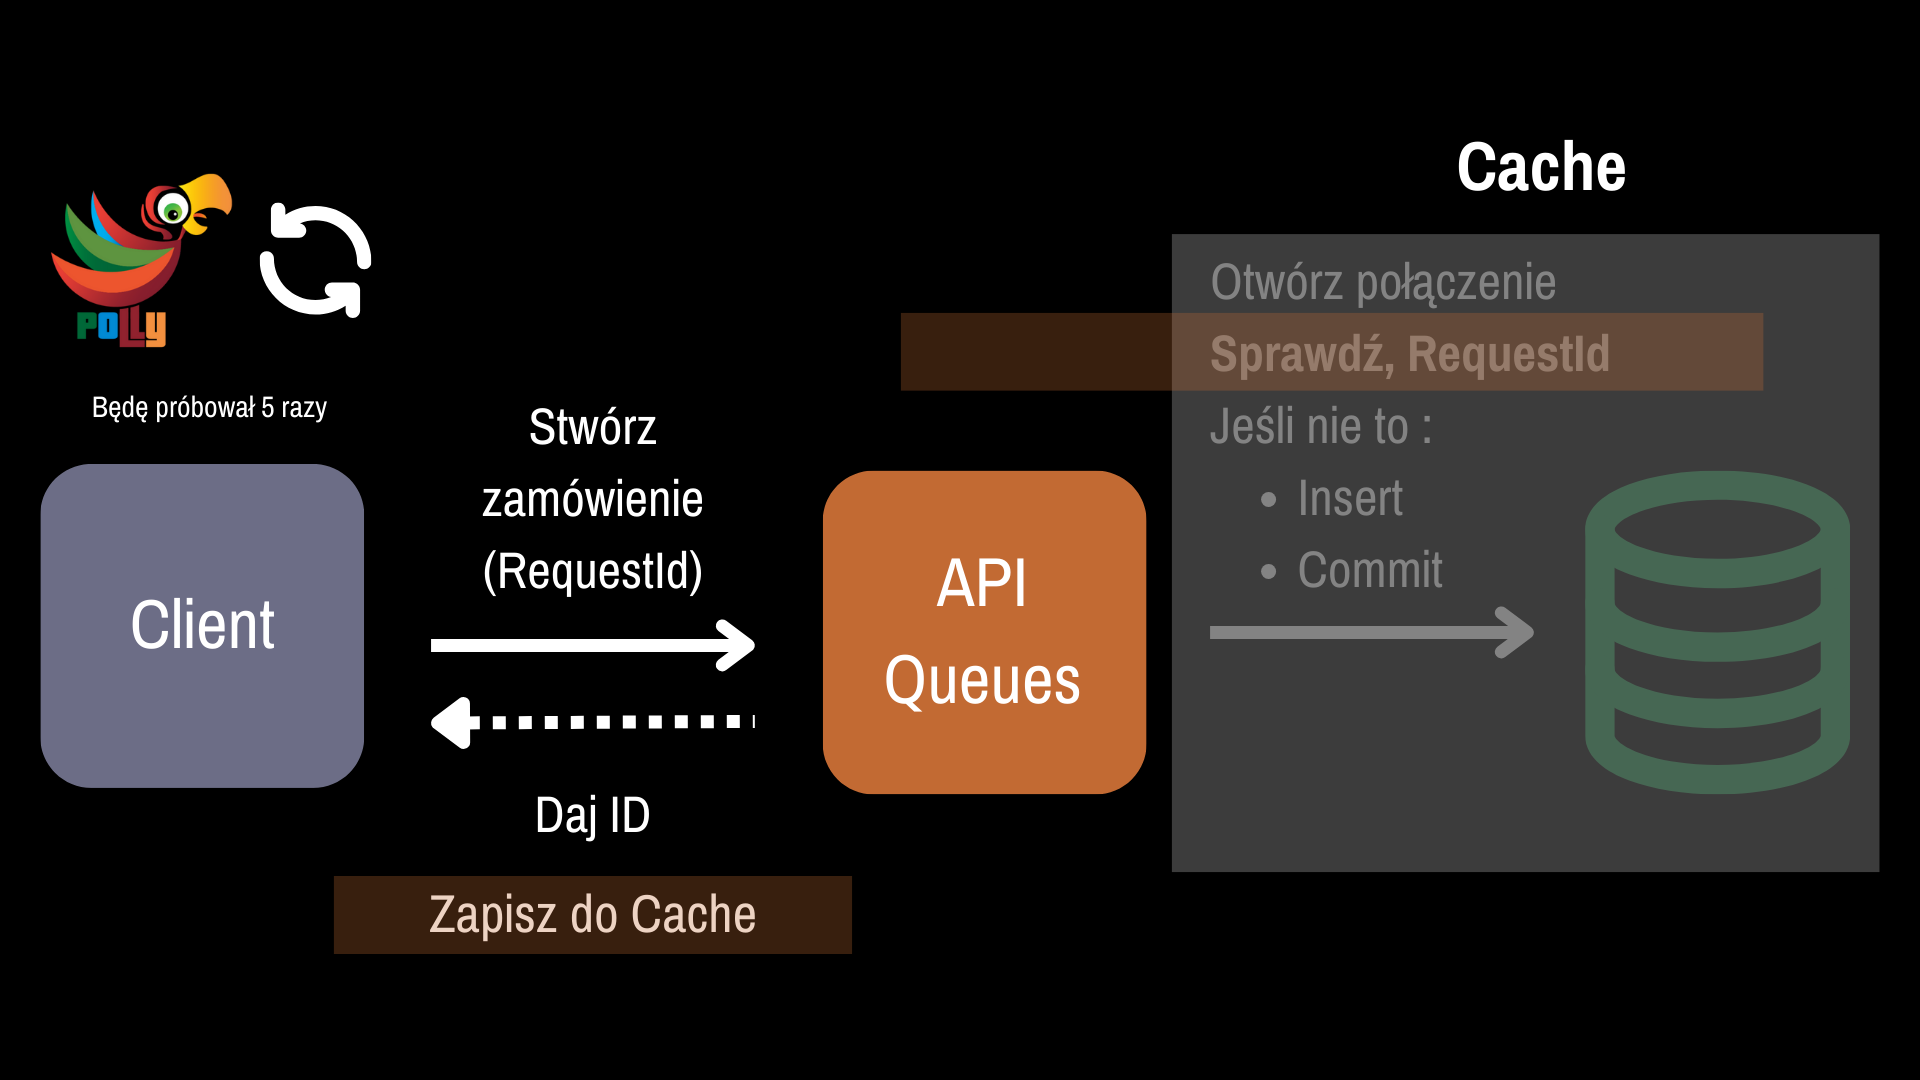 POLLY
Będę próbował 5 razy
Client
Stwórz
zamówienie
(RequestId)
Daj ID
Zapisz do Cache
API
Queues
Cache
Otwórz połączenie
Sprawdź, RequestId
Jeśli nie to :
• Insert
• Commit